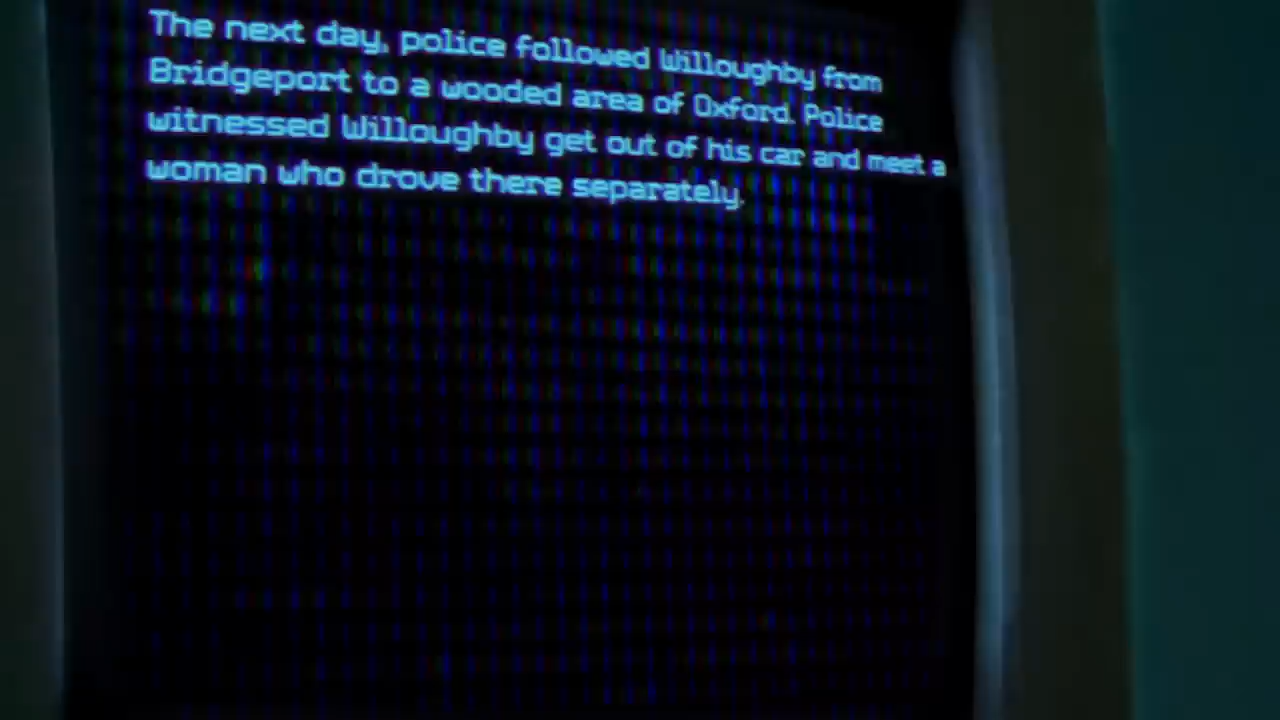 The next day, police followed Willoughby from
Bridgeport to a wooded area of Oxford. Police
witnessed Willoughby get out of his car and meet a
woman who drove there separately.